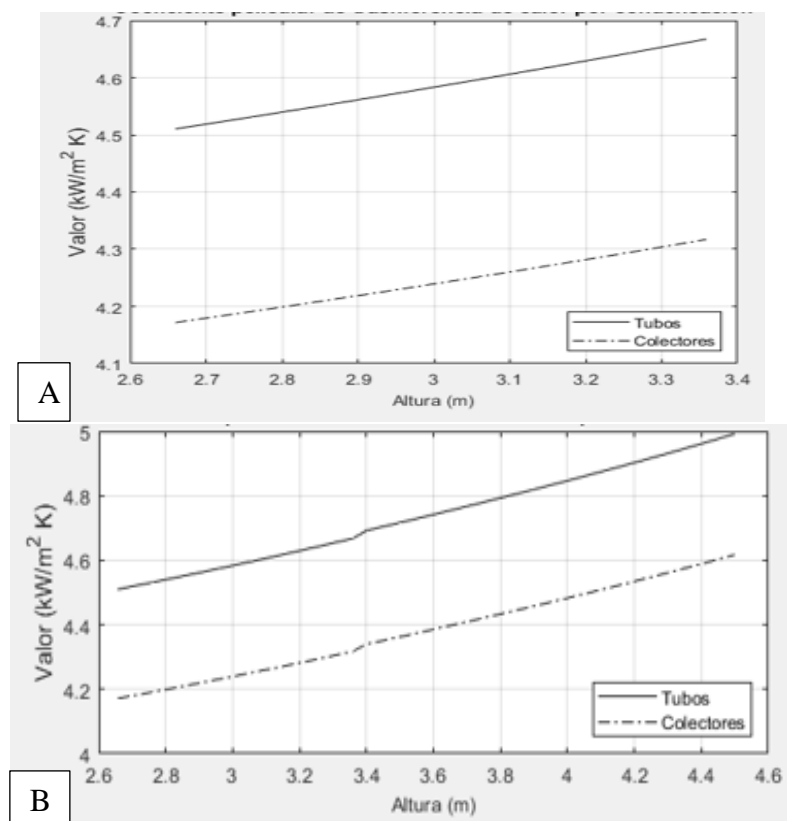 4.7
4.6
4.5
4.4
4.3
4.2
4.1
Valor (kW/m² K)
Tubos
Colectores
2.6 2.7 2.8 2.9 3 3.1 3.2 3.3 3.4
Altura (m)
A
5
4.8
4.6
4.4
4.2
4
Valor (kW/m² K)
Tubos
Colectores
2.6 2.8 3 3.2 3.4 3.6 3.8 4 4.2 4.4 4.6
Altura (m)
B